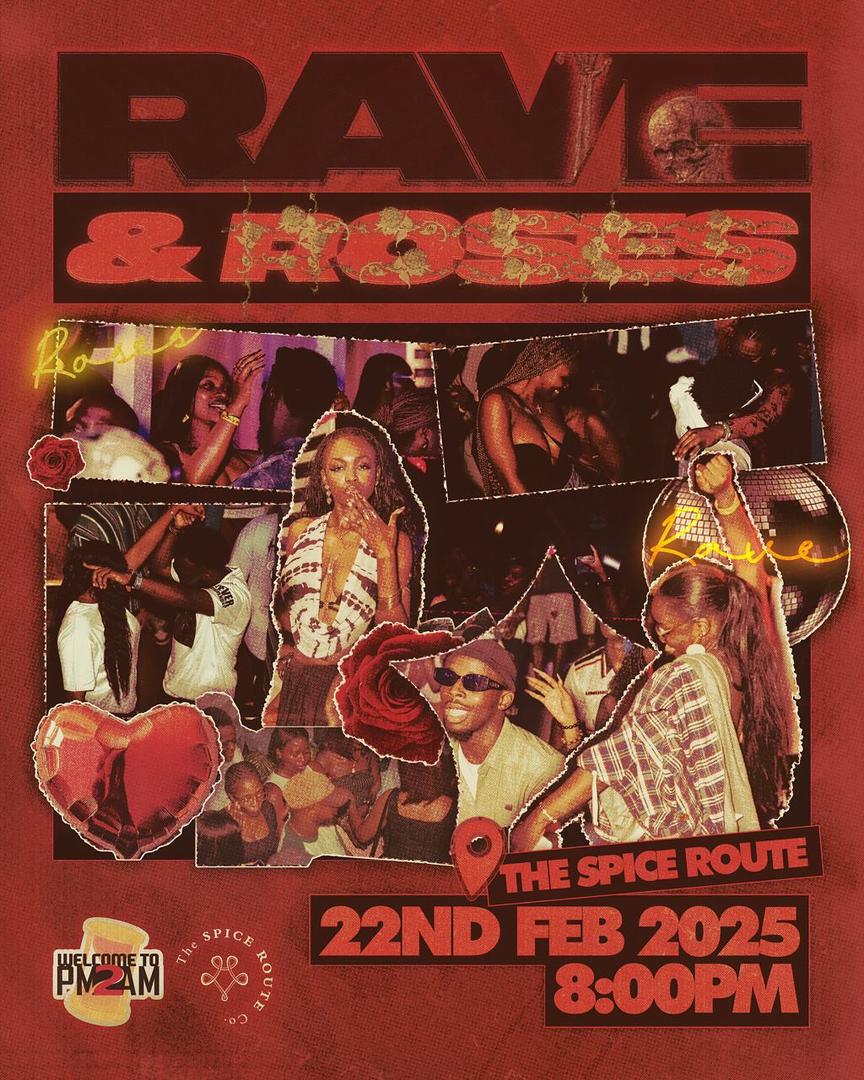 RAVE
& ROSES
Roses
Rave
THE SPICE ROUTE
22ND FEB 2025
8:00PM
WELCOME TO
PM2AM
The SPICE ROUTE Co.